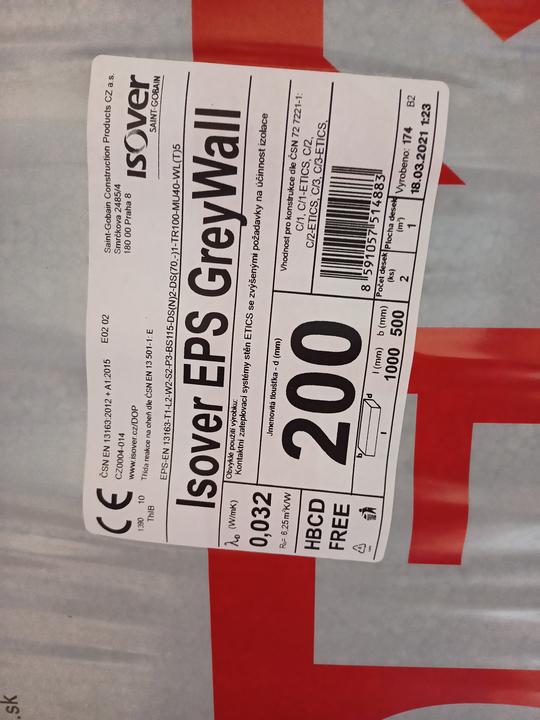 CE
1390 10
ThIB
ČSN EN 13163:2012 + A1:2015 E02 02
CZ0004-014
www.isover.cz/DOP
Třída reakce na oheň dle ČSN EN 13 501-1: E
Saint-Gobain Construction Products CZ a.s.
Smrčkova 2485/4
180 00 Praha 8
ISOVER
SAINT-GOBAIN
EPS-EN 13163-T1-L2-W2-S2-P3-BS115-DS(N)2-DS(70,-)1-TR100-MU40-WL(T)5
Isover EPS GreyWall
λD (W/mK)
0,032
RD= 6,25m²K/W
Obvyklé použití výrobku:
Kontaktní zateplovací systémy stěn ETICS se zvýšenými požadavky na účinnost izolace
HBCD
FREE
Jmenovitá tloušťka - d (mm)
200
Vhodnost pro konstrukce dle ČSN 72 7221-1:
C/1, C/1-ETICS, C/2,
C/2-ETICS, C/3, C/3-ETICS,
8 591057 514883
b
l
d
l (mm)
1000
b (mm)
500
Počet desek
(ks)
2
Plocha desek
(m²)
1
Vyrobeno: 174 B2
18.03.2021 1:23
.sk